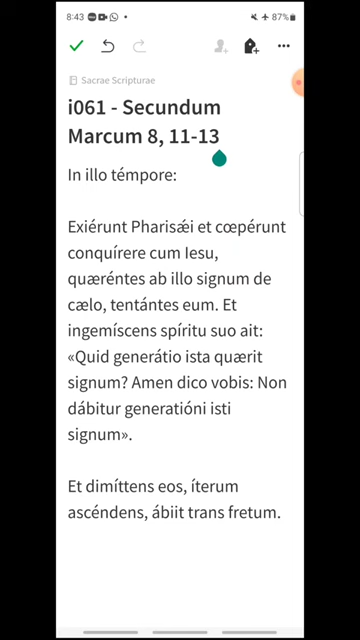 8:43
87%
Sacrae Scripturae
i061 - Secundum
Marcum 8, 11-13
In illo témpore:
Exiérunt Pharisǽi et cœpérunt
conquírere cum Iesu,
quæréntes ab illo signum de
cælo, tentántes eum. Et
ingemíscens spíritu suo ait:
«Quid generátio ista quærit
signum? Amen dico vobis: Non
dábitur generatióni isti
signum».
Et dimíttens eos, íterum
ascéndens, ábiit trans fretum.